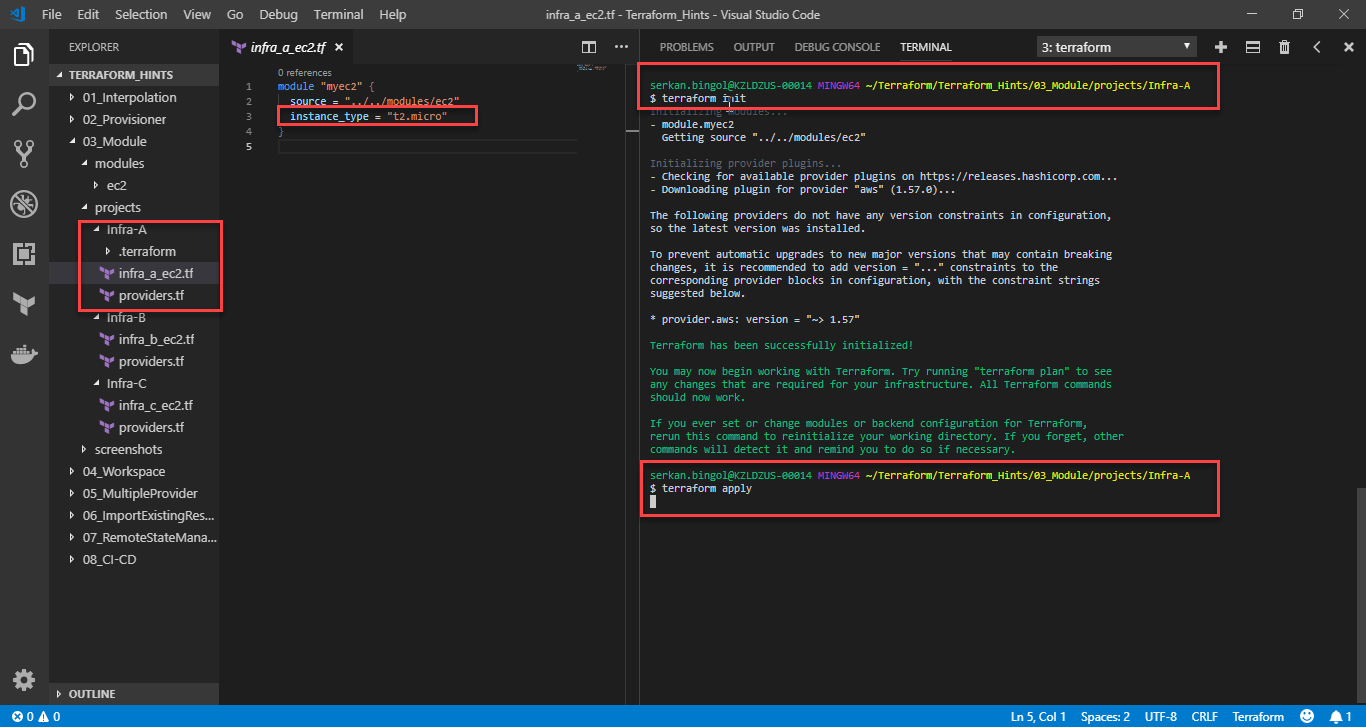 File Edit Selection View Go Debug Terminal Help
infra_a_ec2.tf - Terraform_Hints - Visual Studio Code
EXPLORER
TERRAFORM_HINTS
01_Interpolation
02_Provisioner
03_Module
modules
ec2
projects
Infra-A
.terraform
infra_a_ec2.tf
providers.tf
Infra-B
infra_b_ec2.tf
providers.tf
Infra-C
infra_c_ec2.tf
providers.tf
screenshots
04_Workspace
05_MultipleProvider
06_ImportExistingRes...
07_RemoteStateMana...
08_CI-CD
OUTLINE
infra_a_ec2.tf
0 references
1 module "myec2" {
2 source = "../../modules/ec2"
3 instance_type = "t2.micro"
4 }
5
PROBLEMS OUTPUT DEBUG CONSOLE TERMINAL 3: terraform
serkan.bingol@KZLDZUS-00014 MINGW64 ~/Terraform/Terraform_Hints/03_Module/projects/Infra-A
$ terraform init
Initializing modules...
- module.myec2
Getting source "../../modules/ec2"
Initializing provider plugins...
- Checking for available provider plugins on https://releases.hashicorp.com...
- Downloading plugin for provider "aws" (1.57.0)...
The following providers do not have any version constraints in configuration,
so the latest version was installed.
To prevent automatic upgrades to new major versions that may contain breaking
changes, it is recommended to add version = "..." constraints to the
corresponding provider blocks in configuration, with the constraint strings
suggested below.
* provider.aws: version = "~> 1.57"
Terraform has been successfully initialized!
You may now begin working with Terraform. Try running "terraform plan" to see
any changes that are required for your infrastructure. All Terraform commands
should now work.
If you ever set or change modules or backend configuration for Terraform,
rerun this command to reinitialize your working directory. If you forget, other
commands will detect it and remind you to do so if necessary.
serkan.bingol@KZLDZUS-00014 MINGW64 ~/Terraform/Terraform_Hints/03_Module/projects/Infra-A
$ terraform apply
0 0
Ln 5, Col 1 Spaces: 2 UTF-8 CRLF Terraform 1